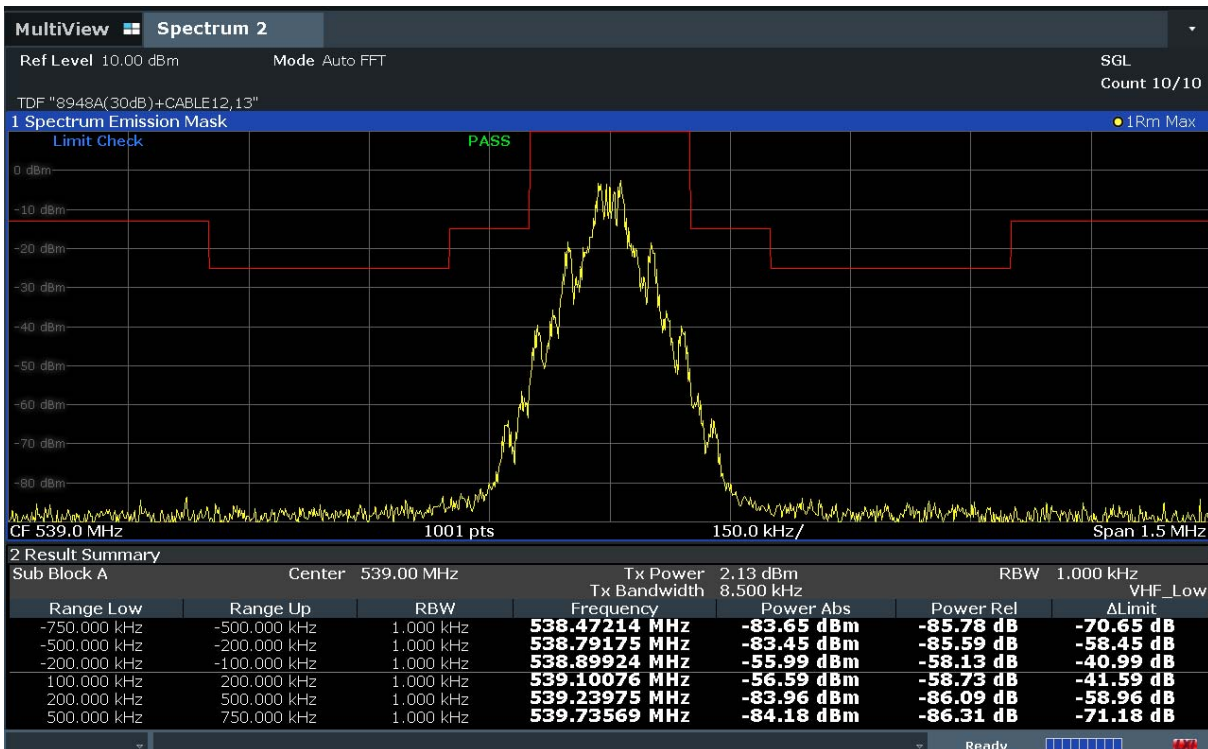 MultiView Spectrum 2
Ref Level 10.00 dBm Mode Auto FFT SGL
Count 10/10
TDF "8948A(30dB)+CABLE12,13"
1 Spectrum Emission Mask 1Rm Max
Limit Check PASS
0 dBm
-10 dBm
-20 dBm
-30 dBm
-40 dBm
-50 dBm
-60 dBm
-70 dBm
-80 dBm
CF 539.0 MHz 1001 pts 150.0 kHz/ Span 1.5 MHz
2 Result Summary
Sub Block A Center 539.00 MHz Tx Power 2.13 dBm RBW 1.000 kHz
Tx Bandwidth 8.500 kHz VHF_Low
Range Low Range Up RBW Frequency Power Abs Power Rel ΔLimit
-750.000 kHz -500.000 kHz 1.000 kHz 538.47214 MHz -83.65 dBm -85.78 dB -70.65 dB
-500.000 kHz -200.000 kHz 1.000 kHz 538.79175 MHz -83.45 dBm -85.59 dB -58.45 dB
-200.000 kHz -100.000 kHz 1.000 kHz 538.89924 MHz -55.99 dBm -58.13 dB -40.99 dB
100.000 kHz 200.000 kHz 1.000 kHz 539.10076 MHz -56.59 dBm -58.73 dB -41.59 dB
200.000 kHz 500.000 kHz 1.000 kHz 539.23975 MHz -83.96 dBm -86.09 dB -58.96 dB
500.000 kHz 750.000 kHz 1.000 kHz 539.73569 MHz -84.18 dBm -86.31 dB -71.18 dB
Ready